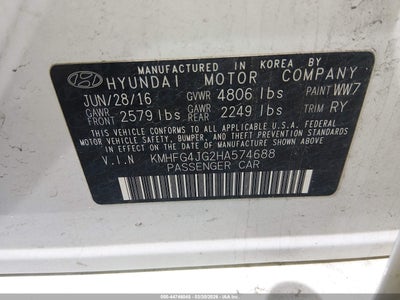 MANUFACTURED IN KOREA BY
HYUNDAI MOTOR COMPANY
JUN/28/16 GVWR 4806 lbs PAINT WW7
GAWR FRONT 2579 lbs GAWR REAR 2249 lbs TRIM RY
THIS VEHICLE CONFORMS TO ALL APPLICABLE U.S.A. FEDERAL
MOTOR VEHICLE SAFETY, BUMPER, AND THEFT PREVENTION
STANDARDS IN EFFECT ON THE DATE OF MANUFACTURE SHOWN ABOVE.
V.I.N KMHFG4JG2HA574688
PASSENGER CAR